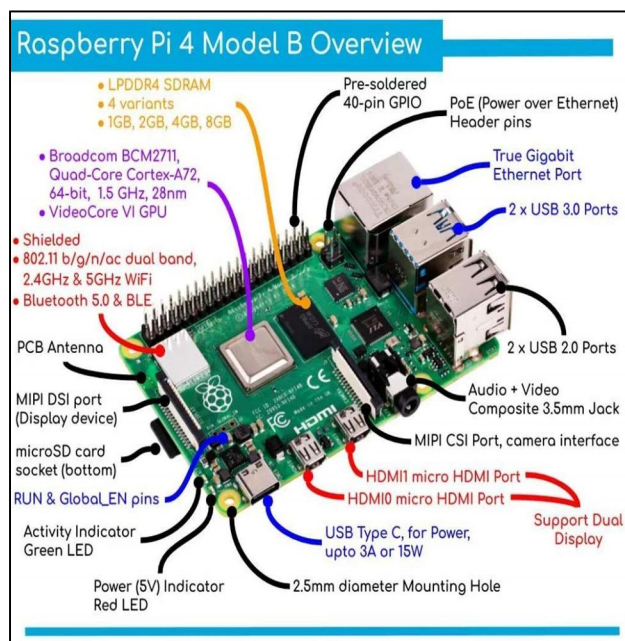 Raspberry Pi 4 Model B Overview
• LPDDR4 SDRAM
• 4 variants
• 1GB, 2GB, 4GB, 8GB
Pre-soldered
40-pin GPIO
PoE (Power over Ethernet)
Header pins
• Broadcom BCM2711,
Quad-Core Cortex-A72,
64-bit, 1.5 GHz, 28nm
• VideoCore VI GPU
True Gigabit
Ethernet Port
2 x USB 3.0 Ports
• Shielded
• 802.11 b/g/n/ac dual band,
2.4GHz & 5GHz WiFi
• Bluetooth 5.0 & BLE
PCB Antenna
2 x USB 2.0 Ports
MIPI DSI port
(Display device)
Audio + Video
Composite 3.5mm Jack
microSD card
socket (bottom)
MIPI CSI Port, camera interface
HDMI
FCC
CE
HDMI1 micro HDMI Port
HDMI0 micro HDMI Port
RUN & Global_EN pins
Support Dual
Display
Activity Indicator
Green LED
USB Type C, for Power,
upto 3A or 15W
Power (5V) Indicator
Red LED
2.5mm diameter Mounting Hole